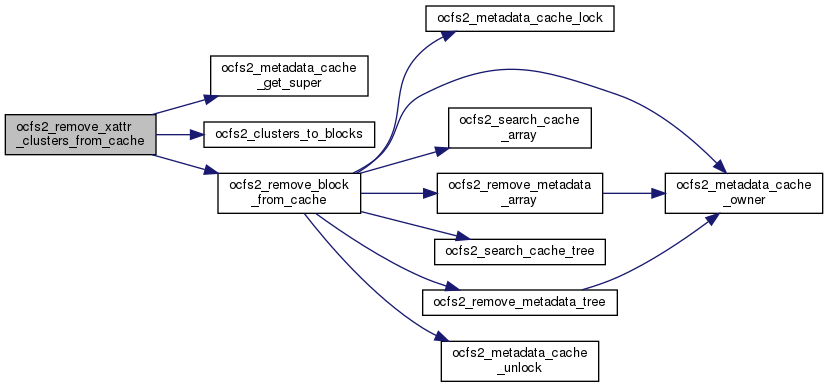 ocfs2_remove_xattr
_clusters_from_cache
ocfs2_metadata_cache
_get_super
ocfs2_clusters_to_blocks
ocfs2_remove_block
_from_cache
ocfs2_metadata_cache_lock
ocfs2_search_cache
_array
ocfs2_remove_metadata
_array
ocfs2_search_cache_tree
ocfs2_remove_metadata_tree
ocfs2_metadata_cache
_unlock
ocfs2_metadata_cache
_owner